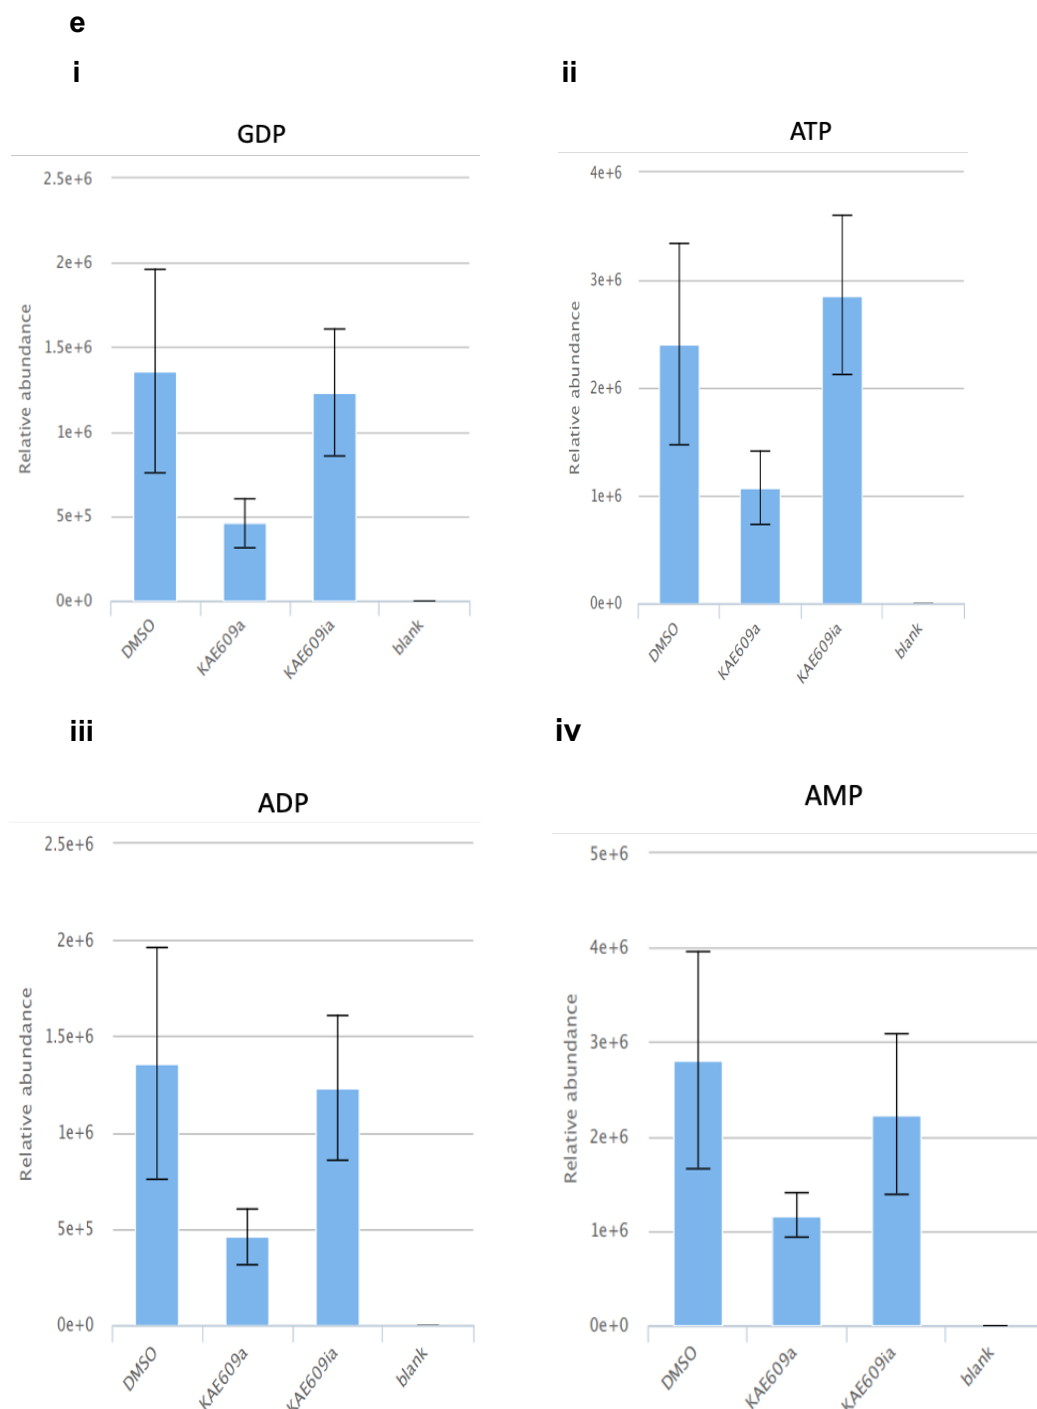 e
i
GDP
2.5e+6
2e+6
1.5e+6
1e+6
5e+5
0e+0
Relative abundance
DMSO
KAE609a
KAE609ia
blank
ii
ATP
4e+6
3e+6
2e+6
1e+6
0e+0
Relative abundance
DMSO
KAE609a
KAE609ia
blank
iii
ADP
2.5e+6
2e+6
1.5e+6
1e+6
5e+5
0e+0
Relative abundance
DMSO
KAE609a
KAE609ia
blank
iv
AMP
5e+6
4e+6
3e+6
2e+6
1e+6
0e+0
Relative abundance
DMSO
KAE609a
KAE609ia
blank